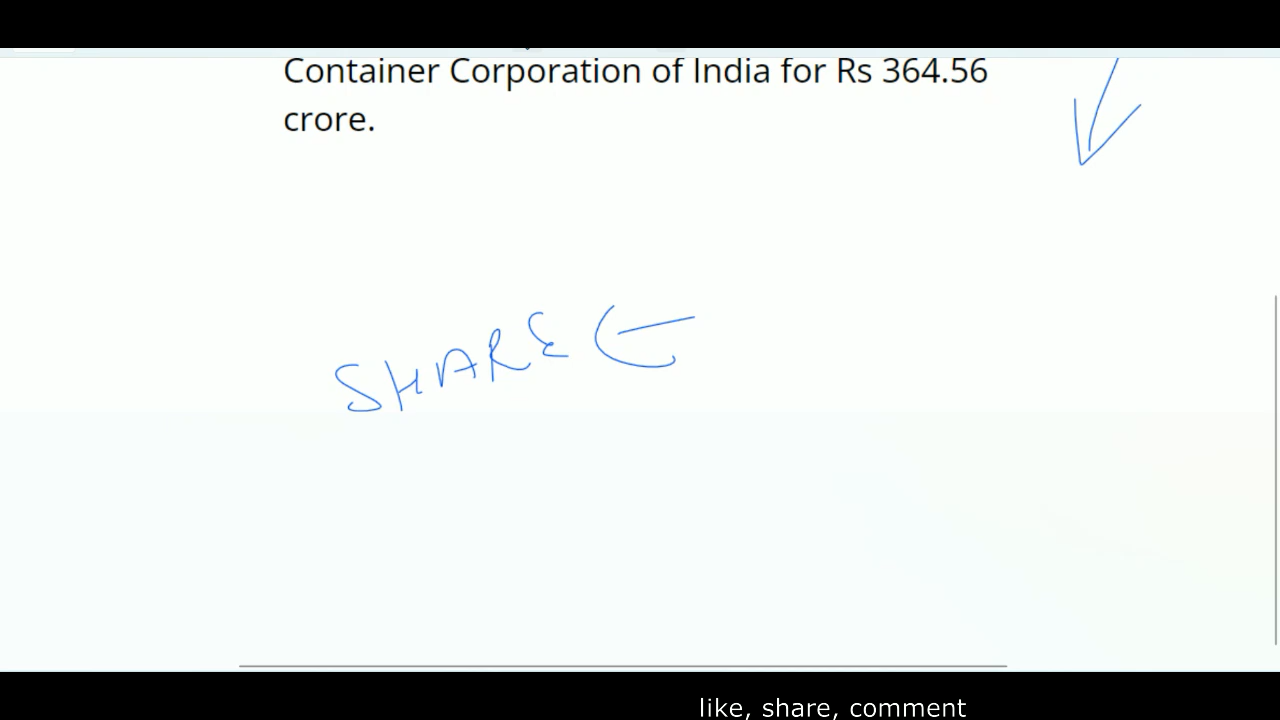 Container Corporation of India for Rs 364.56
crore.
SHARE
like, share, comment